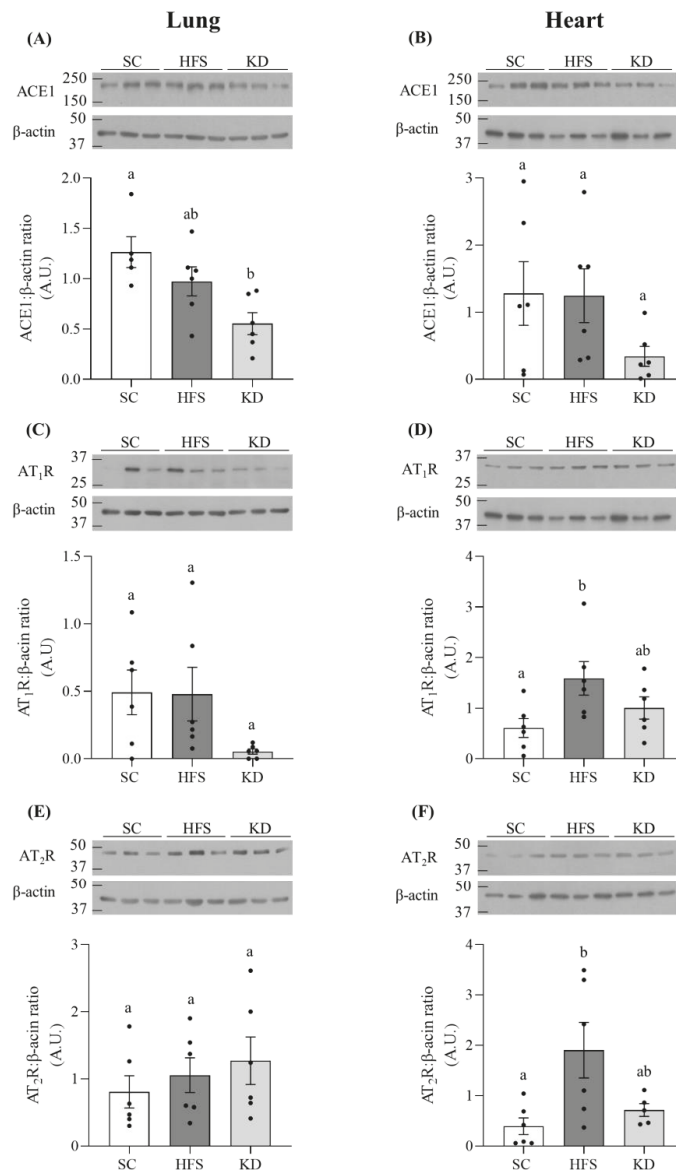 Lung
Heart
(A)
SC HFS KD
ACE1
250
150
β-actin
50
37
ACE1:β-actin ratio
(A.U.)
2.0
1.5
1.0
0.5
0.0
a
ab
b
SC HFS KD
(B)
SC HFS KD
ACE1
250
150
β-actin
50
37
ACE1:β-actin ratio
(A.U.)
3
2
1
0
a
a
a
SC HFS KD
(C)
SC HFS KD
AT₁R
37
25
β-actin
50
37
AT₁R:β-acin ratio
(A.U)
1.5
1.0
0.5
0.0
a
a
a
SC HFS KD
(D)
SC HFS KD
AT₁R
37
25
β-actin
50
37
AT₁R:β-acin ratio
(A.U.)
4
3
2
1
0
a
b
ab
SC HFS KD
(E)
SC HFS KD
AT₂R
50
37
β-actin
50
37
AT₂R:β-acin ratio
(A.U.)
3
2
1
0
a
a
a
SC HFS KD
(F)
SC HFS KD
AT₂R
50
37
β-actin
50
37
AT₂R:β-acin ratio
(A.U.)
4
3
2
1
0
a
b
ab
SC HFS KD